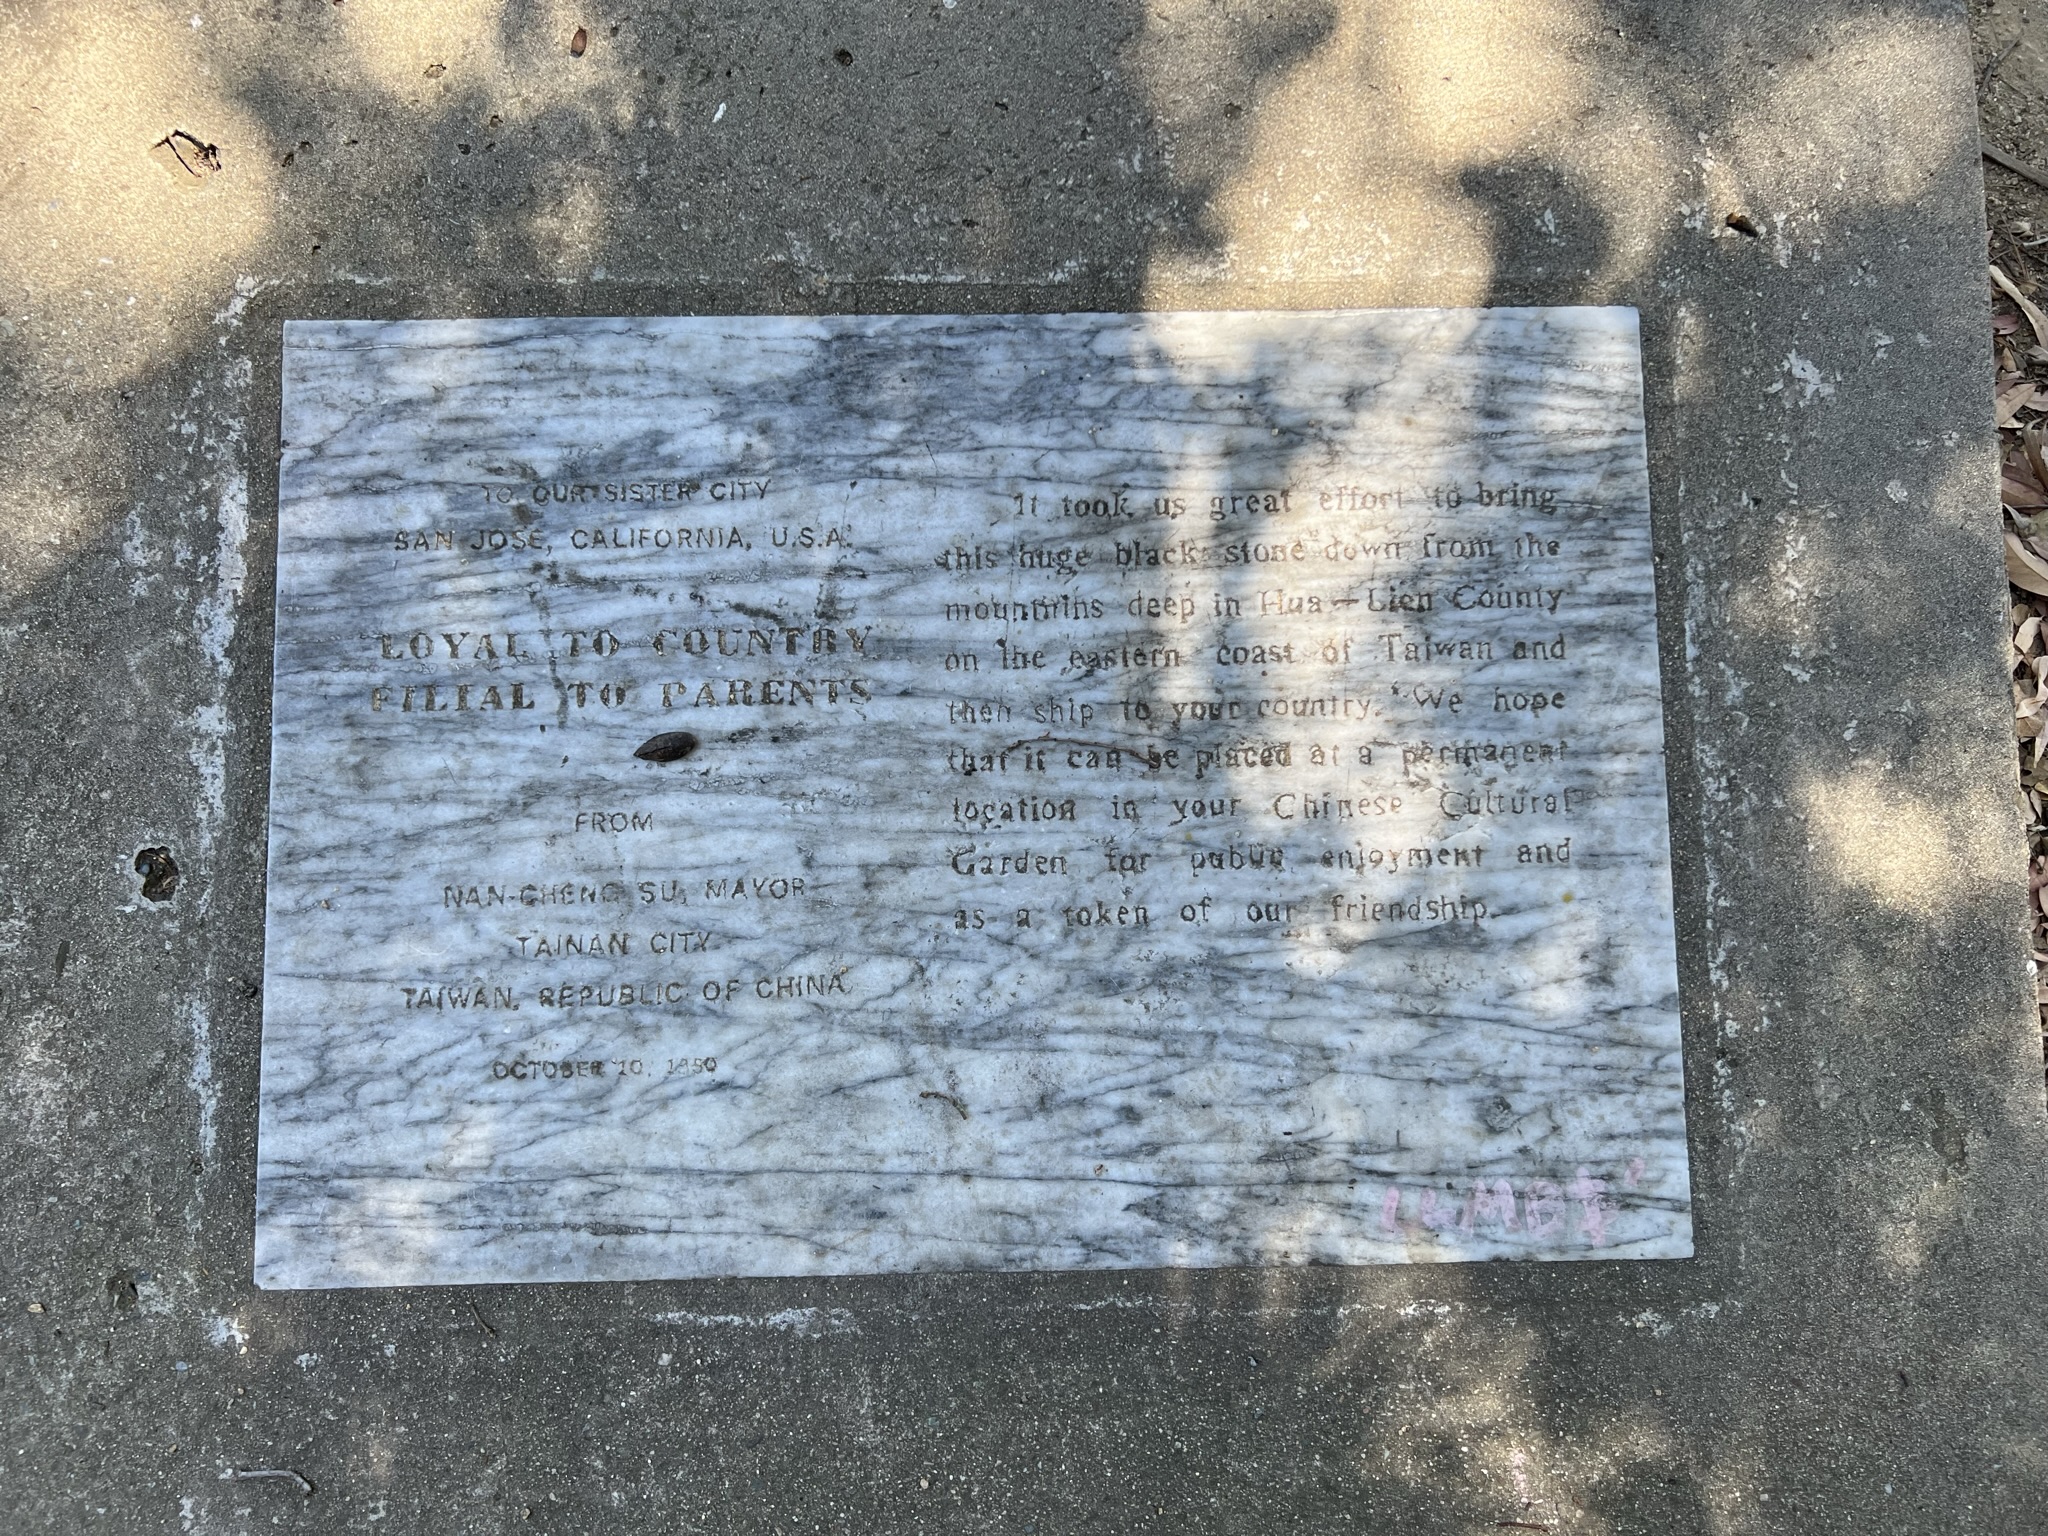 TO OUR SISTER CITY
SAN JOSE, CALIFORNIA, U.S.A.
LOYAL TO COUNTRY
FILIAL TO PARENTS
FROM
NAN-CHENG SU, MAYOR
TAINAN CITY
TAIWAN, REPUBLIC OF CHINA
OCTOBER 10,
It took us great effort to bring
this huge black stone down from the
mountains deep in Hua-Lien County
on the eastern coast of Taiwan and
then ship to your country. We hope
that it can be placed at a permanent
location in your Chinese Cultural
Garden for public enjoyment and
as a token of our friendship.